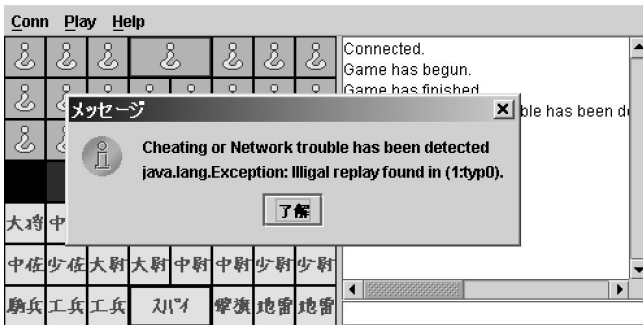 Conn Play Help
Connected.
Game has begun.
Game has finished
ble has been d
メッセージ
Cheating or Network trouble has been detected
java.lang.Exception: Illigal replay found in (1:typ0).
了解
大将 中
中佐 少佐 大尉 大尉 中尉 中尉 少尉 少尉
騎兵 工兵 工兵 スパイ 軍旗 地雷 地雷